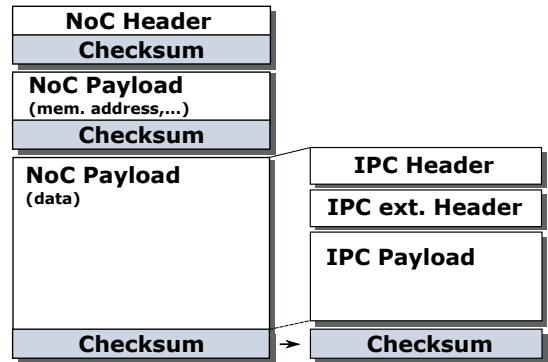 NoC Header
Checksum
NoC Payload
(mem. address,...)
Checksum
NoC Payload
(data)
Checksum
IPC Header
IPC ext. Header
IPC Payload
Checksum